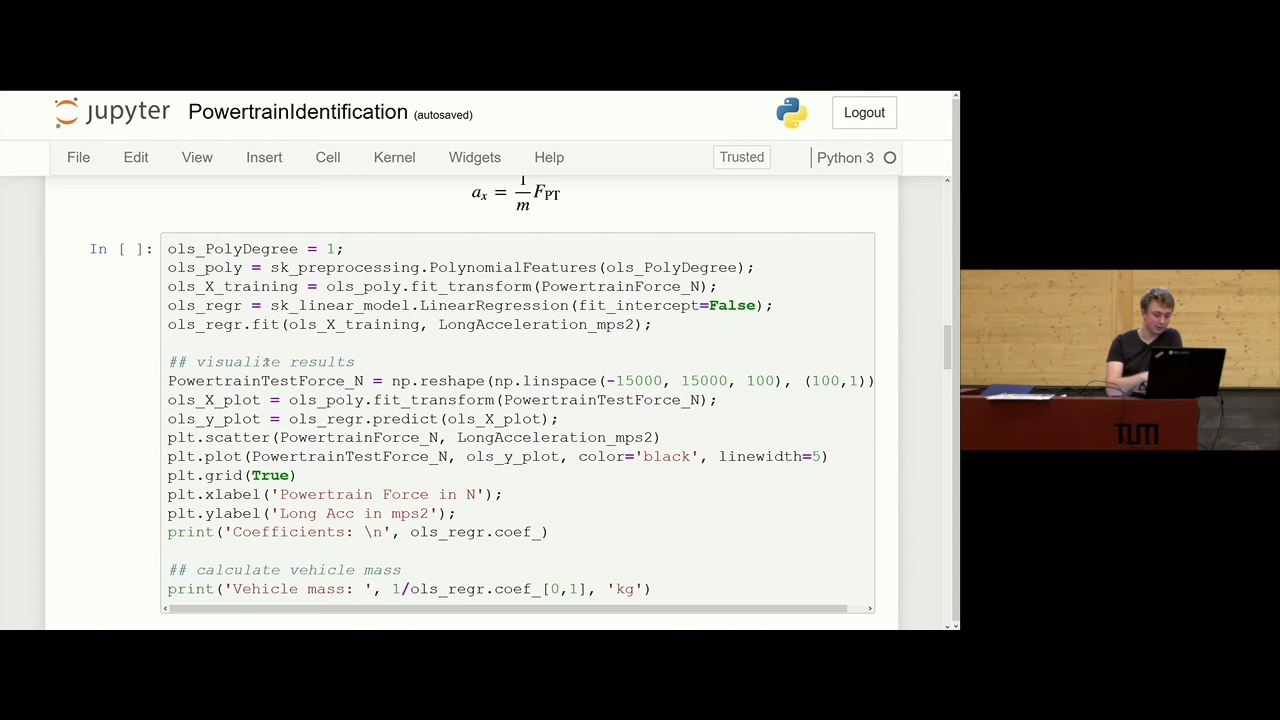 jupyter PowertrainIdentification (autosaved) Logout
File Edit View Insert Cell Kernel Widgets Help Trusted Python 3
a_x = 1/m F_PT
In [ ]: ols_PolyDegree = 1;
ols_poly = sk_preprocessing.PolynomialFeatures(ols_PolyDegree);
ols_X_training = ols_poly.fit_transform(PowertrainForce_N);
ols_regr = sk_linear_model.LinearRegression(fit_intercept=False);
ols_regr.fit(ols_X_training, LongAcceleration_mps2);
## visualize results
PowertrainTestForce_N = np.reshape(np.linspace(-15000, 15000, 100), (100,1))
ols_X_plot = ols_poly.fit_transform(PowertrainTestForce_N);
ols_y_plot = ols_regr.predict(ols_X_plot);
plt.scatter(PowertrainForce_N, LongAcceleration_mps2)
plt.plot(PowertrainTestForce_N, ols_y_plot, color='black', linewidth=5)
plt.grid(True)
plt.xlabel('Powertrain Force in N');
plt.ylabel('Long Acc in mps2');
print('Coefficients: \n', ols_regr.coef_)
## calculate vehicle mass
print('Vehicle mass: ', 1/ols_regr.coef_[0,1], 'kg')
TUM